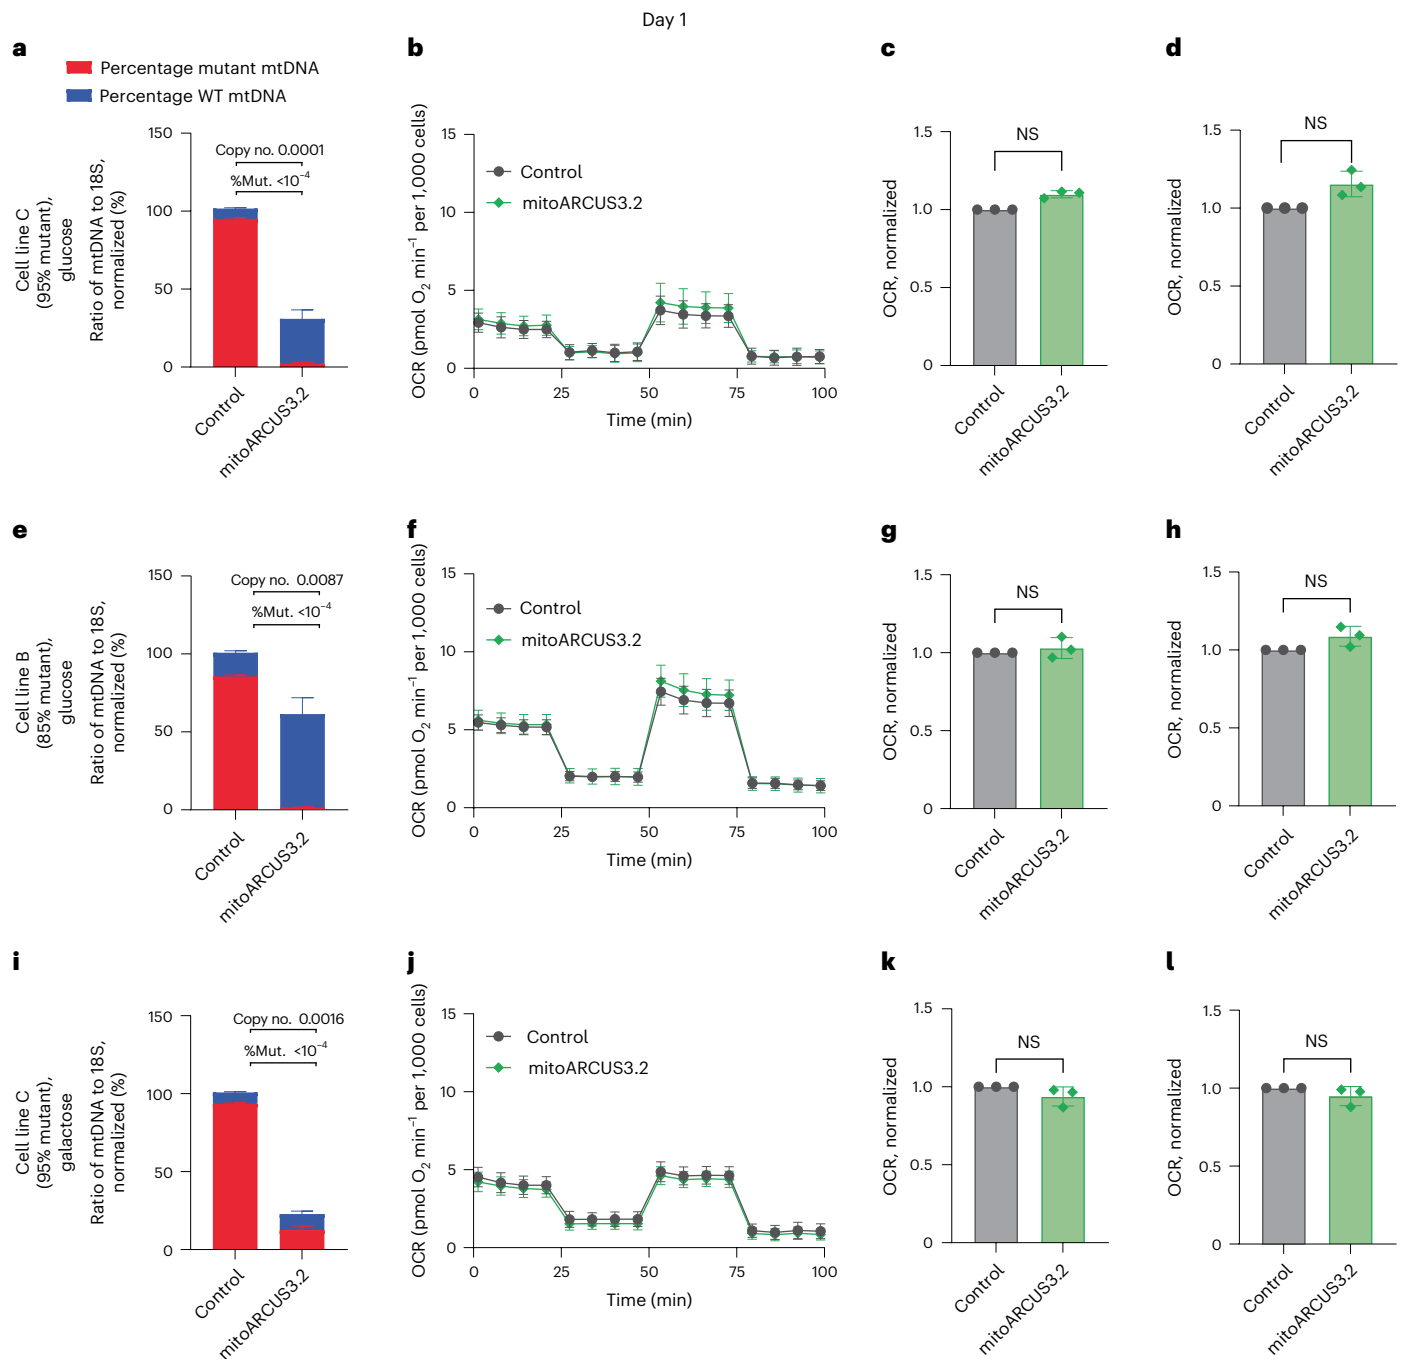 Day 1
a
Percentage mutant mtDNA
Percentage WT mtDNA
Cell line C
(95% mutant),
glucose
Ratio of mtDNA to 18S,
normalized (%)
150
100
50
0
Copy no. 0.0001
%Mut. <10⁻⁴
Control
mitoARCUS3.2
b
OCR (pmol O₂ min⁻¹ per 1,000 cells)
15
10
5
0
Control
mitoARCUS3.2
0 25 50 75 100
Time (min)
c
OCR, normalized
1.5
1.0
0.5
0
NS
Control
mitoARCUS3.2
d
OCR, normalized
1.5
1.0
0.5
0
NS
Control
mitoARCUS3.2
e
Cell line B
(85% mutant),
glucose
Ratio of mtDNA to 18S,
normalized (%)
150
100
50
0
Copy no. 0.0087
%Mut. <10⁻⁴
Control
mitoARCUS3.2
f
OCR (pmol O₂ min⁻¹ per 1,000 cells)
15
10
5
0
Control
mitoARCUS3.2
0 25 50 75 100
Time (min)
g
OCR, normalized
1.5
1.0
0.5
0
NS
Control
mitoARCUS3.2
h
OCR, normalized
1.5
1.0
0.5
0
NS
Control
mitoARCUS3.2
i
Cell line C
(95% mutant),
galactose
Ratio of mtDNA to 18S,
normalized (%)
150
100
50
0
Copy no. 0.0016
%Mut. <10⁻⁴
Control
mitoARCUS3.2
j
OCR (pmol O₂ min⁻¹ per 1,000 cells)
15
10
5
0
Control
mitoARCUS3.2
0 25 50 75 100
Time (min)
k
OCR, normalized
1.5
1.0
0.5
0
NS
Control
mitoARCUS3.2
l
OCR, normalized
1.5
1.0
0.5
0
NS
Control
mitoARCUS3.2